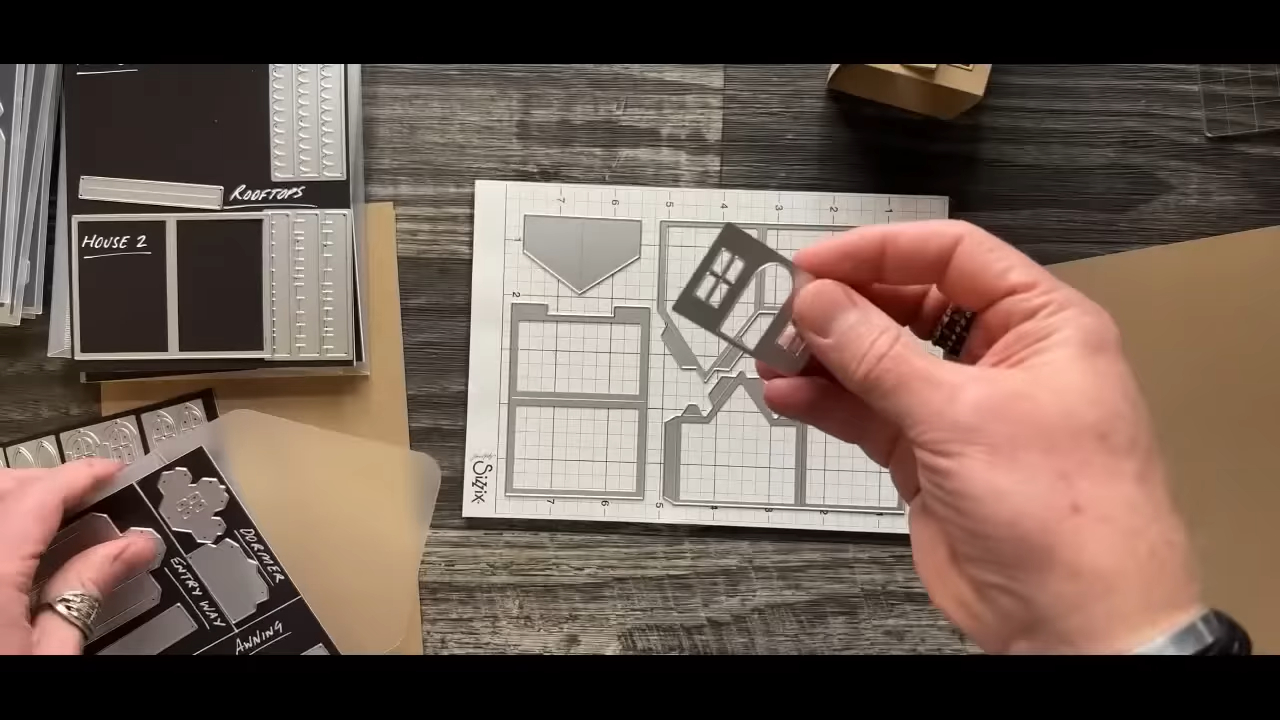 ROOFTOPS
HOUSE 2
DORMER
ENTRY WAY
AWNING
Sizzix
7 6 5 4 3 2 1
2
7 6 5 4 3 2 1